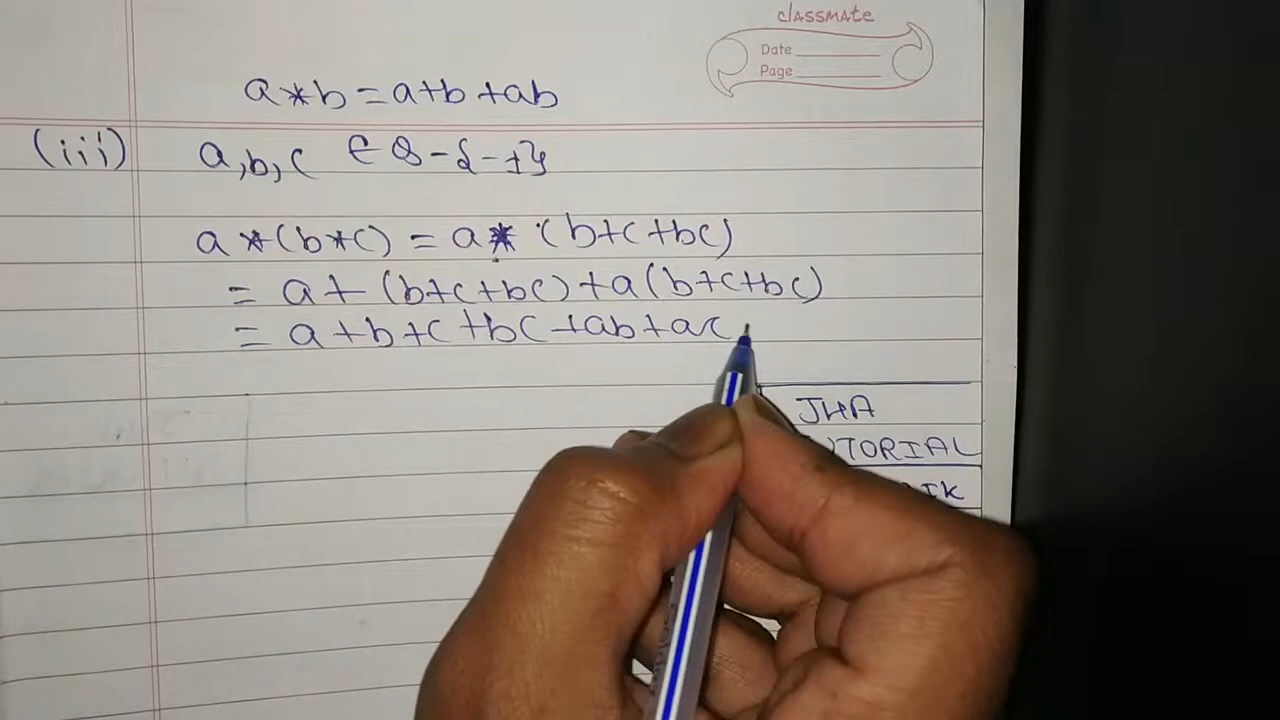 classmate
Date
Page
a*b = a+b+ab
(iii) a,b,c ∈ Q-{-1}
a*(b*c) = a*(b+c+bc)
= a+(b+c+bc)+a(b+c+bc)
= a+b+c+bc+ab+ac
JHA
TORIAL